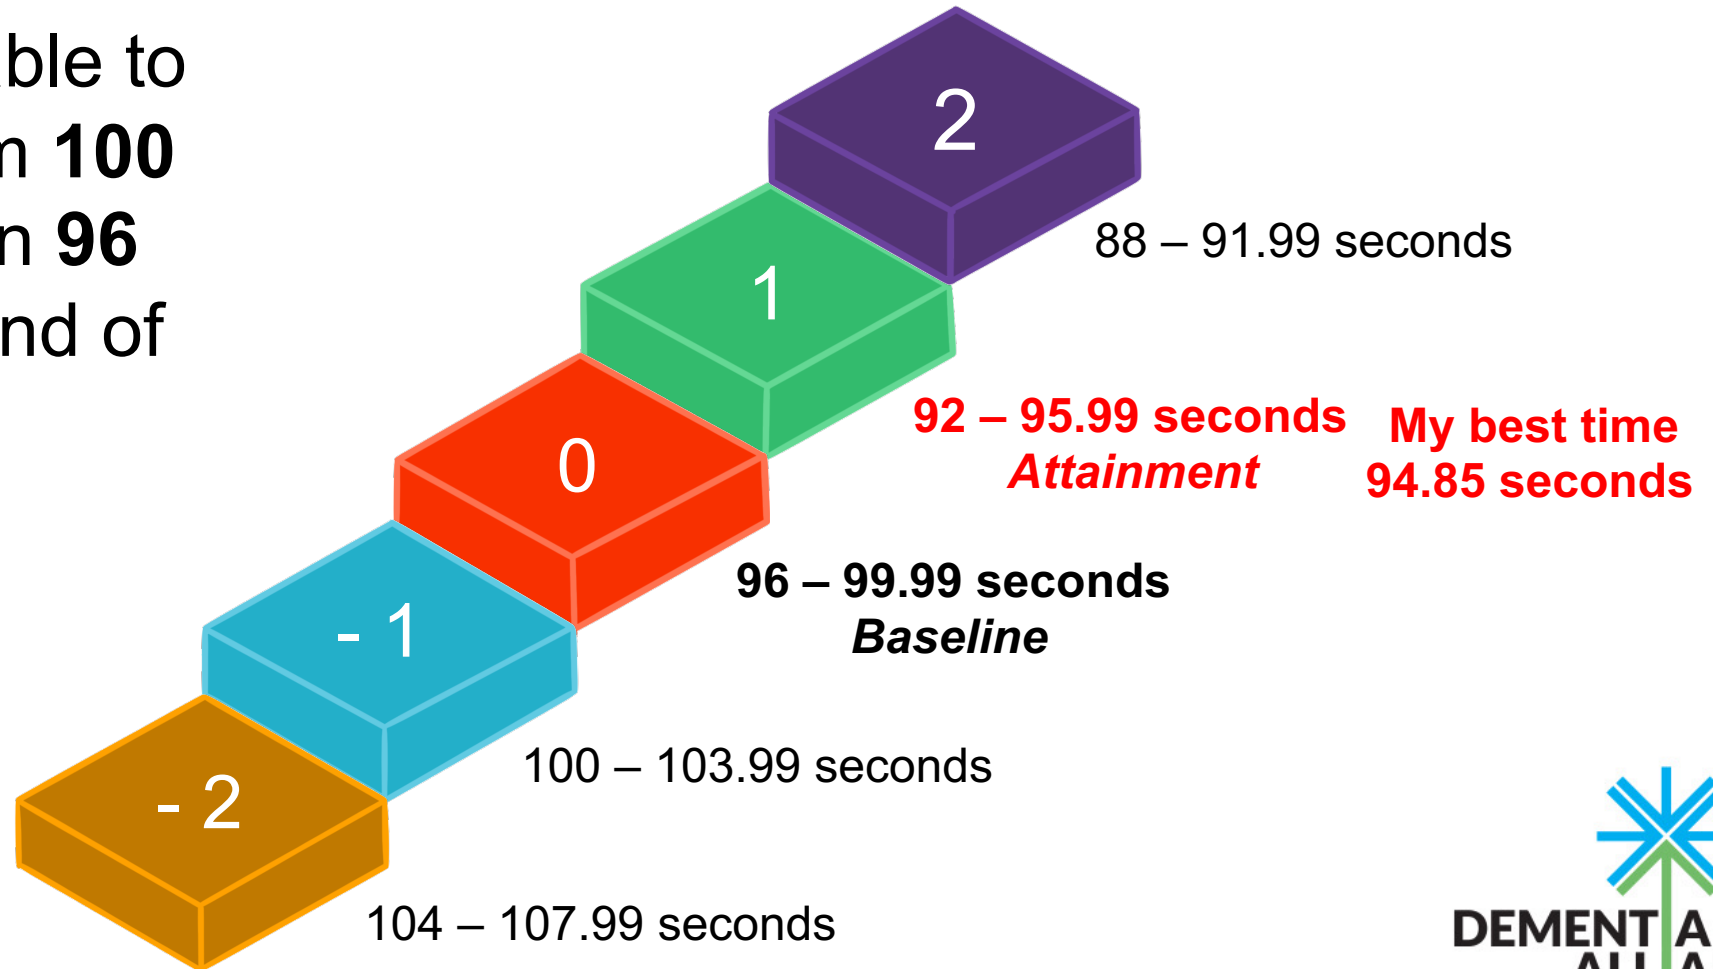 ble to
100
n 96
nd of
2
88 – 91.99 seconds
1
92 – 95.99 seconds
Attainment
My best time
94.85 seconds
0
96 – 99.99 seconds
Baseline
- 1
100 – 103.99 seconds
- 2
104 – 107.99 seconds
DEMENTIA